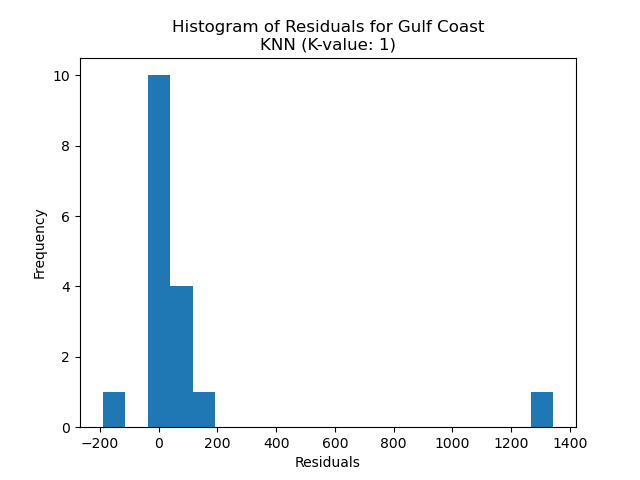 Histogram of Residuals for Gulf Coast
KNN (K-value: 1)
10
8
6
4
2
0
Frequency
−200 0 200 400 600 800 1000 1200 1400
Residuals